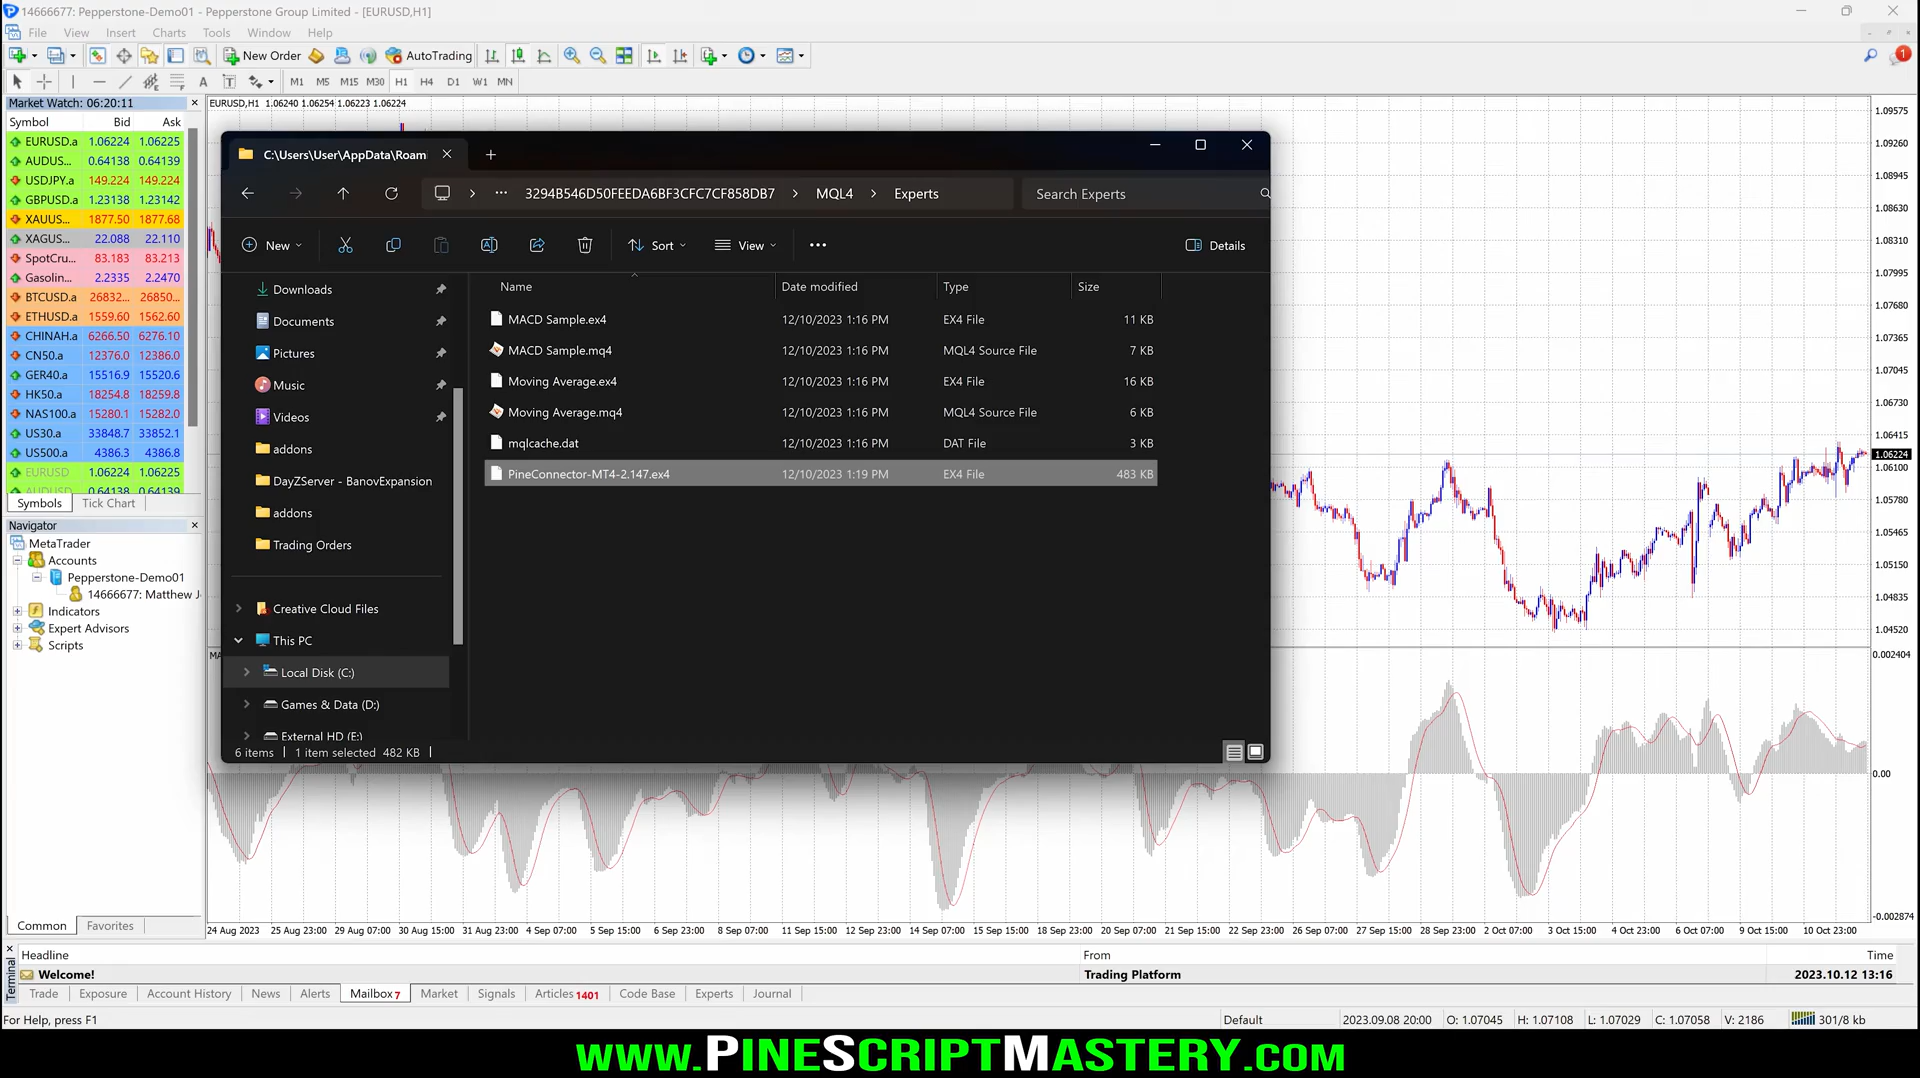 14666677: Pepperstone-Demo01 - Pepperstone Group Limited - [EURUSD,H1]
File View Insert Charts Tools Window Help
New Order AutoTrading 1
A T M1 M5 M15 M30 H1 H4 D1 W1 MN
Market Watch: 06:20:11
Symbol Bid Ask
EURUSD.a 1.06224 1.06225
AUDUS... 0.64138 0.64139
USDJPY.a 149.224 149.224
GBPUSD.a 1.23138 1.23142
XAUUS... 1877.50 1877.68
XAGUS... 22.088 22.110
SpotCru... 83.183 83.213
Gasolin... 2.2335 2.2470
BTCUSD.a 26832... 26850...
ETHUSD.a 1559.60 1562.60
CHINAH.a 6266.50 6276.10
CN50.a 12376.0 12386.0
GER40.a 15516.9 15520.6
HK50.a 18254.8 18259.8
NAS100.a 15280.1 15282.0
US30.a 33848.7 33852.1
US500.a 4386.3 4386.8
EURUSD 1.06224 1.06225
AUDUSD 0.64138 0.64139
Symbols Tick Chart
Navigator
MetaTrader
Accounts
Pepperstone-Demo01
14666677: Matthew J
Indicators
Expert Advisors
Scripts
Common Favorites
EURUSD,H1 1.06240 1.06254 1.06223 1.06224
C:\Users\User\AppData\Roam
... 3294B546D50FEEDA6BF3CFC7CF858DB7 > MQL4 > Experts Search Experts
New Sort View ... Details
Downloads
Documents
Pictures
Music
Videos
addons
DayZServer - BanovExpansion
addons
Trading Orders
Creative Cloud Files
This PC
Local Disk (C:)
Games & Data (D:)
External HD (E:)
Name Date modified Type Size
MACD Sample.ex4 12/10/2023 1:16 PM EX4 File 11 KB
MACD Sample.mq4 12/10/2023 1:16 PM MQL4 Source File 7 KB
Moving Average.ex4 12/10/2023 1:16 PM EX4 File 16 KB
Moving Average.mq4 12/10/2023 1:16 PM MQL4 Source File 6 KB
mqlcache.dat 12/10/2023 1:16 PM DAT File 3 KB
PineConnector-MT4-2.147.ex4 12/10/2023 1:19 PM EX4 File 483 KB
6 items 1 item selected 482 KB
1.09575
1.09260
1.08945
1.08630
1.08310
1.07995
1.07680
1.07365
1.07045
1.06730
1.06415
1.06224
1.06100
1.05780
1.05465
1.05150
1.04835
1.04520
MA
0.002404
0.00
-0.002874
24 Aug 2023 25 Aug 23:00 29 Aug 07:00 30 Aug 15:00 31 Aug 23:00 4 Sep 07:00 5 Sep 15:00 6 Sep 23:00 8 Sep 07:00 11 Sep 15:00 12 Sep 23:00 14 Sep 07:00 15 Sep 15:00 18 Sep 23:00 20 Sep 07:00 21 Sep 15:00 22 Sep 23:00 26 Sep 07:00 27 Sep 15:00 28 Sep 23:00 2 Oct 07:00 3 Oct 15:00 4 Oct 23:00 6 Oct 07:00 9 Oct 15:00 10 Oct 23:00
Terminal
Headline From Time
Welcome! Trading Platform 2023.10.12 13:16
Trade Exposure Account History News Alerts Mailbox 7 Market Signals Articles 1401 Code Base Experts Journal
For Help, press F1 Default 2023.09.08 20:00 O: 1.07045 H: 1.07108 L: 1.07029 C: 1.07058 V: 2186 301/8 kb
www.PineScriptMastery.com